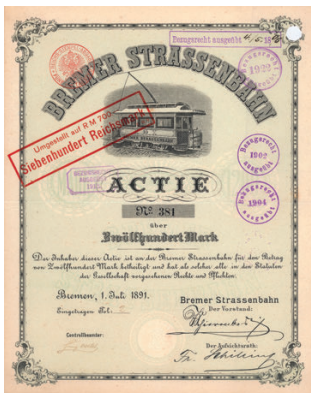 Bezugsrecht ausgeübt
BREMER STRASSENBAHN
Bezugsrecht
1922
ausgeübt
Umgestellt auf RM 700.-
Siebenhundert Reichsmark
Bezugsrecht
1902
ausgeübt
ACTIE
No 381
Bezugsrecht
1904
ausgeübt
über
Zwölfhundert Mark
Der Inhaber dieser Actie ist an der Bremer Strassenbahn für den Betrag
von Zwölfhundert Mark betheiligt und hat als solcher alle in den Statuten
der Gesellschaft vorgesehenen Rechte und Pflichten.
Bremen, 1. Juli 1891.
Bremer Strassenbahn
Eingetragen Fol:
Der Vorstand:
Controlbeamter:
Der Aufsichtsrath: